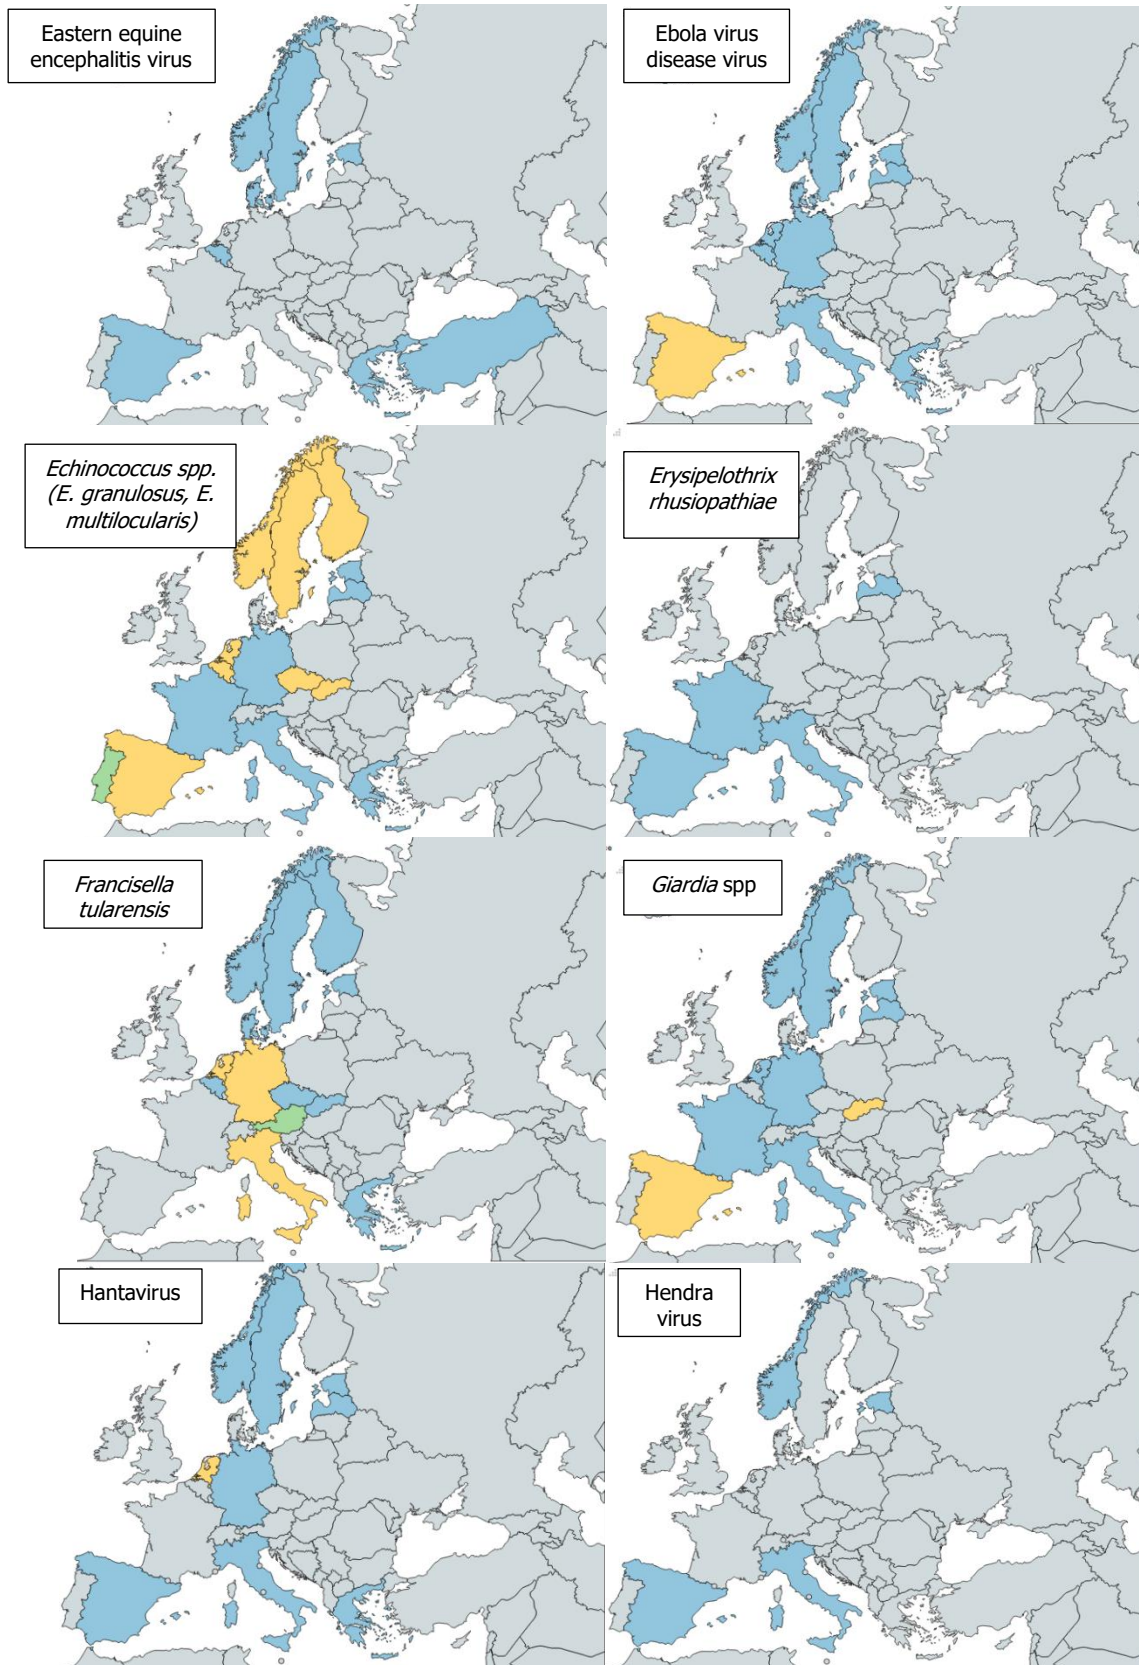 Eastern equine
encephalitis virus
Ebola virus
disease virus
Echinococcus spp.
(E. granulosus, E.
multilocularis)
Erysipelothrix
rhusiopathiae
Francisella
tularensis
Giardia spp
Hantavirus
Hendra
virus